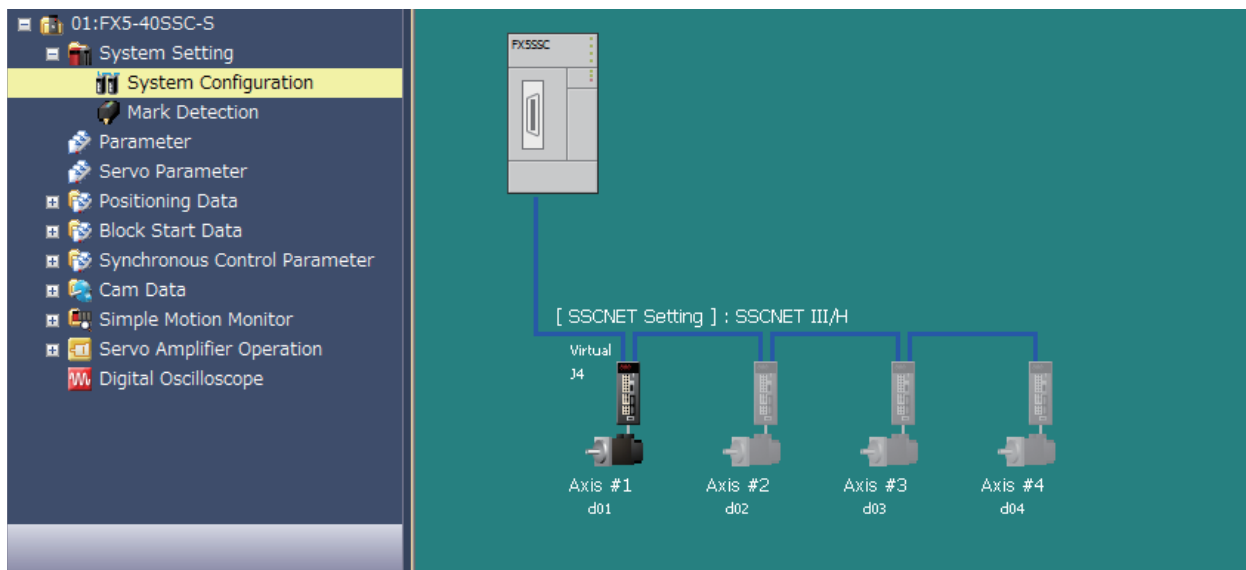 01:FX5-40SSC-S
System Setting
System Configuration
Mark Detection
Parameter
Servo Parameter
Positioning Data
Block Start Data
Synchronous Control Parameter
Cam Data
Simple Motion Monitor
Servo Amplifier Operation
Digital Oscilloscope
FX5SSC
[ SSCNET Setting ] : SSCNET III/H
Virtual
J4
Axis #1 Axis #2 Axis #3 Axis #4
d01 d02 d03 d04